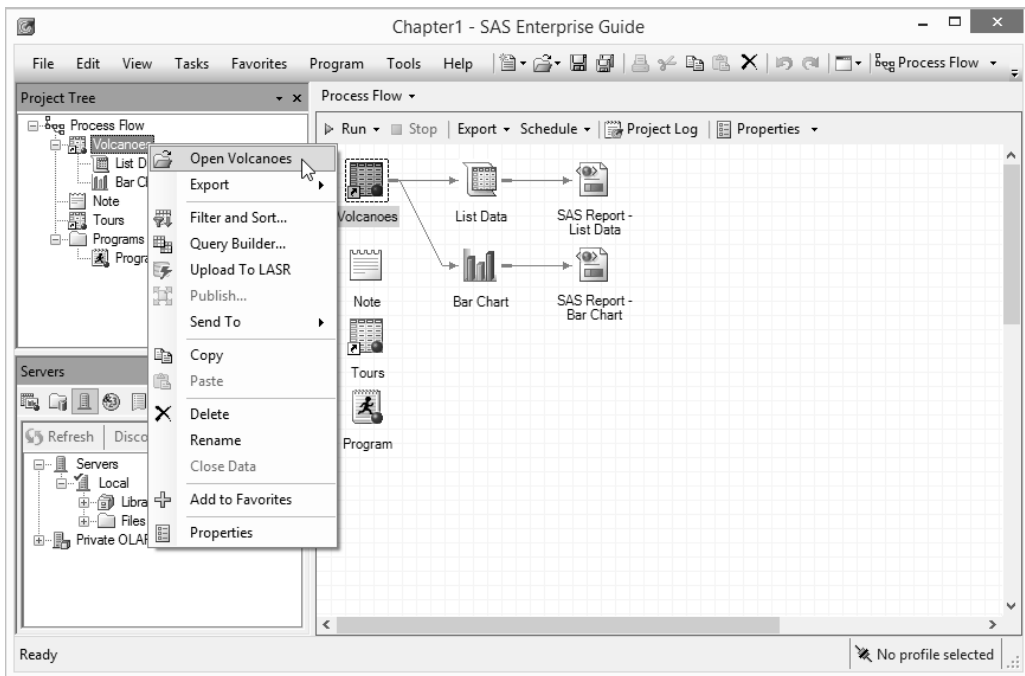 Chapter1 - SAS Enterprise Guide
File Edit View Tasks Favorites Program Tools Help Process Flow
Project Tree
Process Flow
Volcanoes
List D
Bar Cl
Note
Tours
Programs
Progra
Open Volcanoes
Export
Filter and Sort...
Query Builder...
Upload To LASR
Publish...
Send To
Copy
Paste
Delete
Rename
Close Data
Add to Favorites
Properties
Servers
Refresh Disco
Servers
Local
Libra
Files
Private OLAP
Process Flow
Run Stop Export Schedule Project Log Properties
Volcanoes List Data SAS Report -
List Data
Note Bar Chart SAS Report -
Bar Chart
Tours
Program
Ready No profile selected